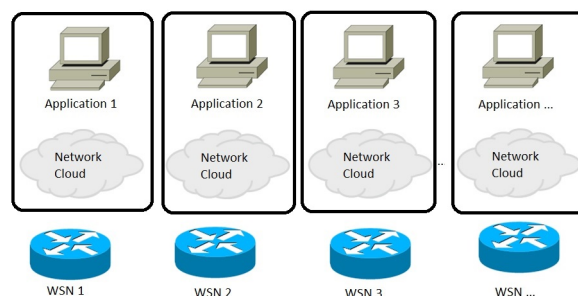 Application 1
Application 2
Application 3
Application ...
Network
Cloud
Network
Cloud
Network
Cloud
..
Network
Cloud
WSN 1
WSN 2
WSN 3
WSN ...